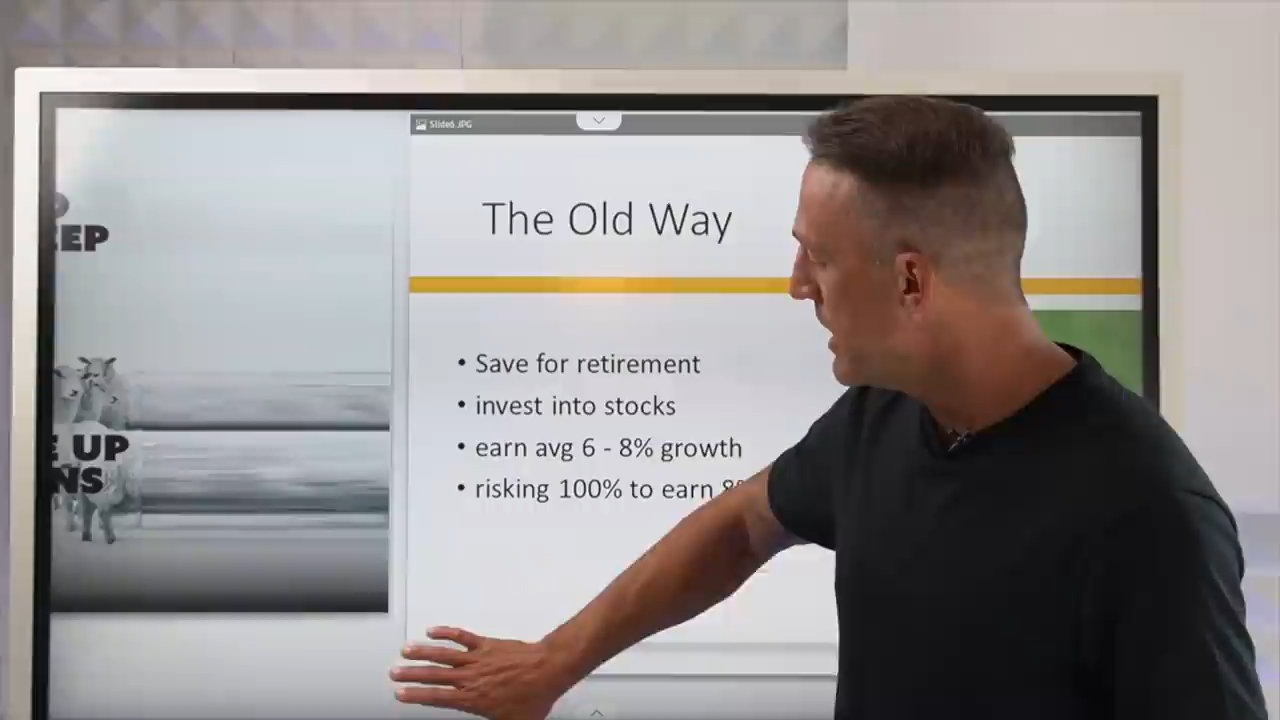 EEP
UP
NS
Slide6.JPG
The Old Way
• Save for retirement
• invest into stocks
• earn avg 6 - 8% growth
• risking 100% to earn